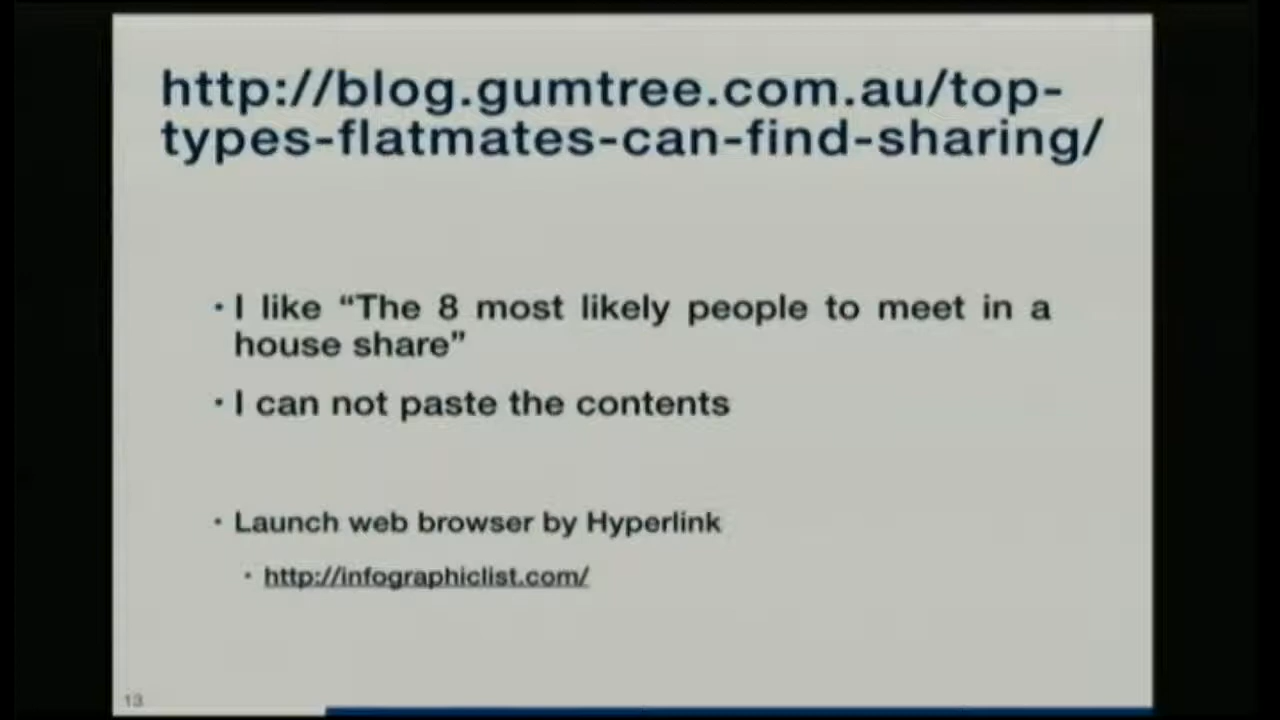 http://blog.gumtree.com.au/top-
types-flatmates-can-find-sharing/
• I like “The 8 most likely people to meet in a
house share”
• I can not paste the contents
• Launch web browser by Hyperlink
• http://infographiclist.com/
13